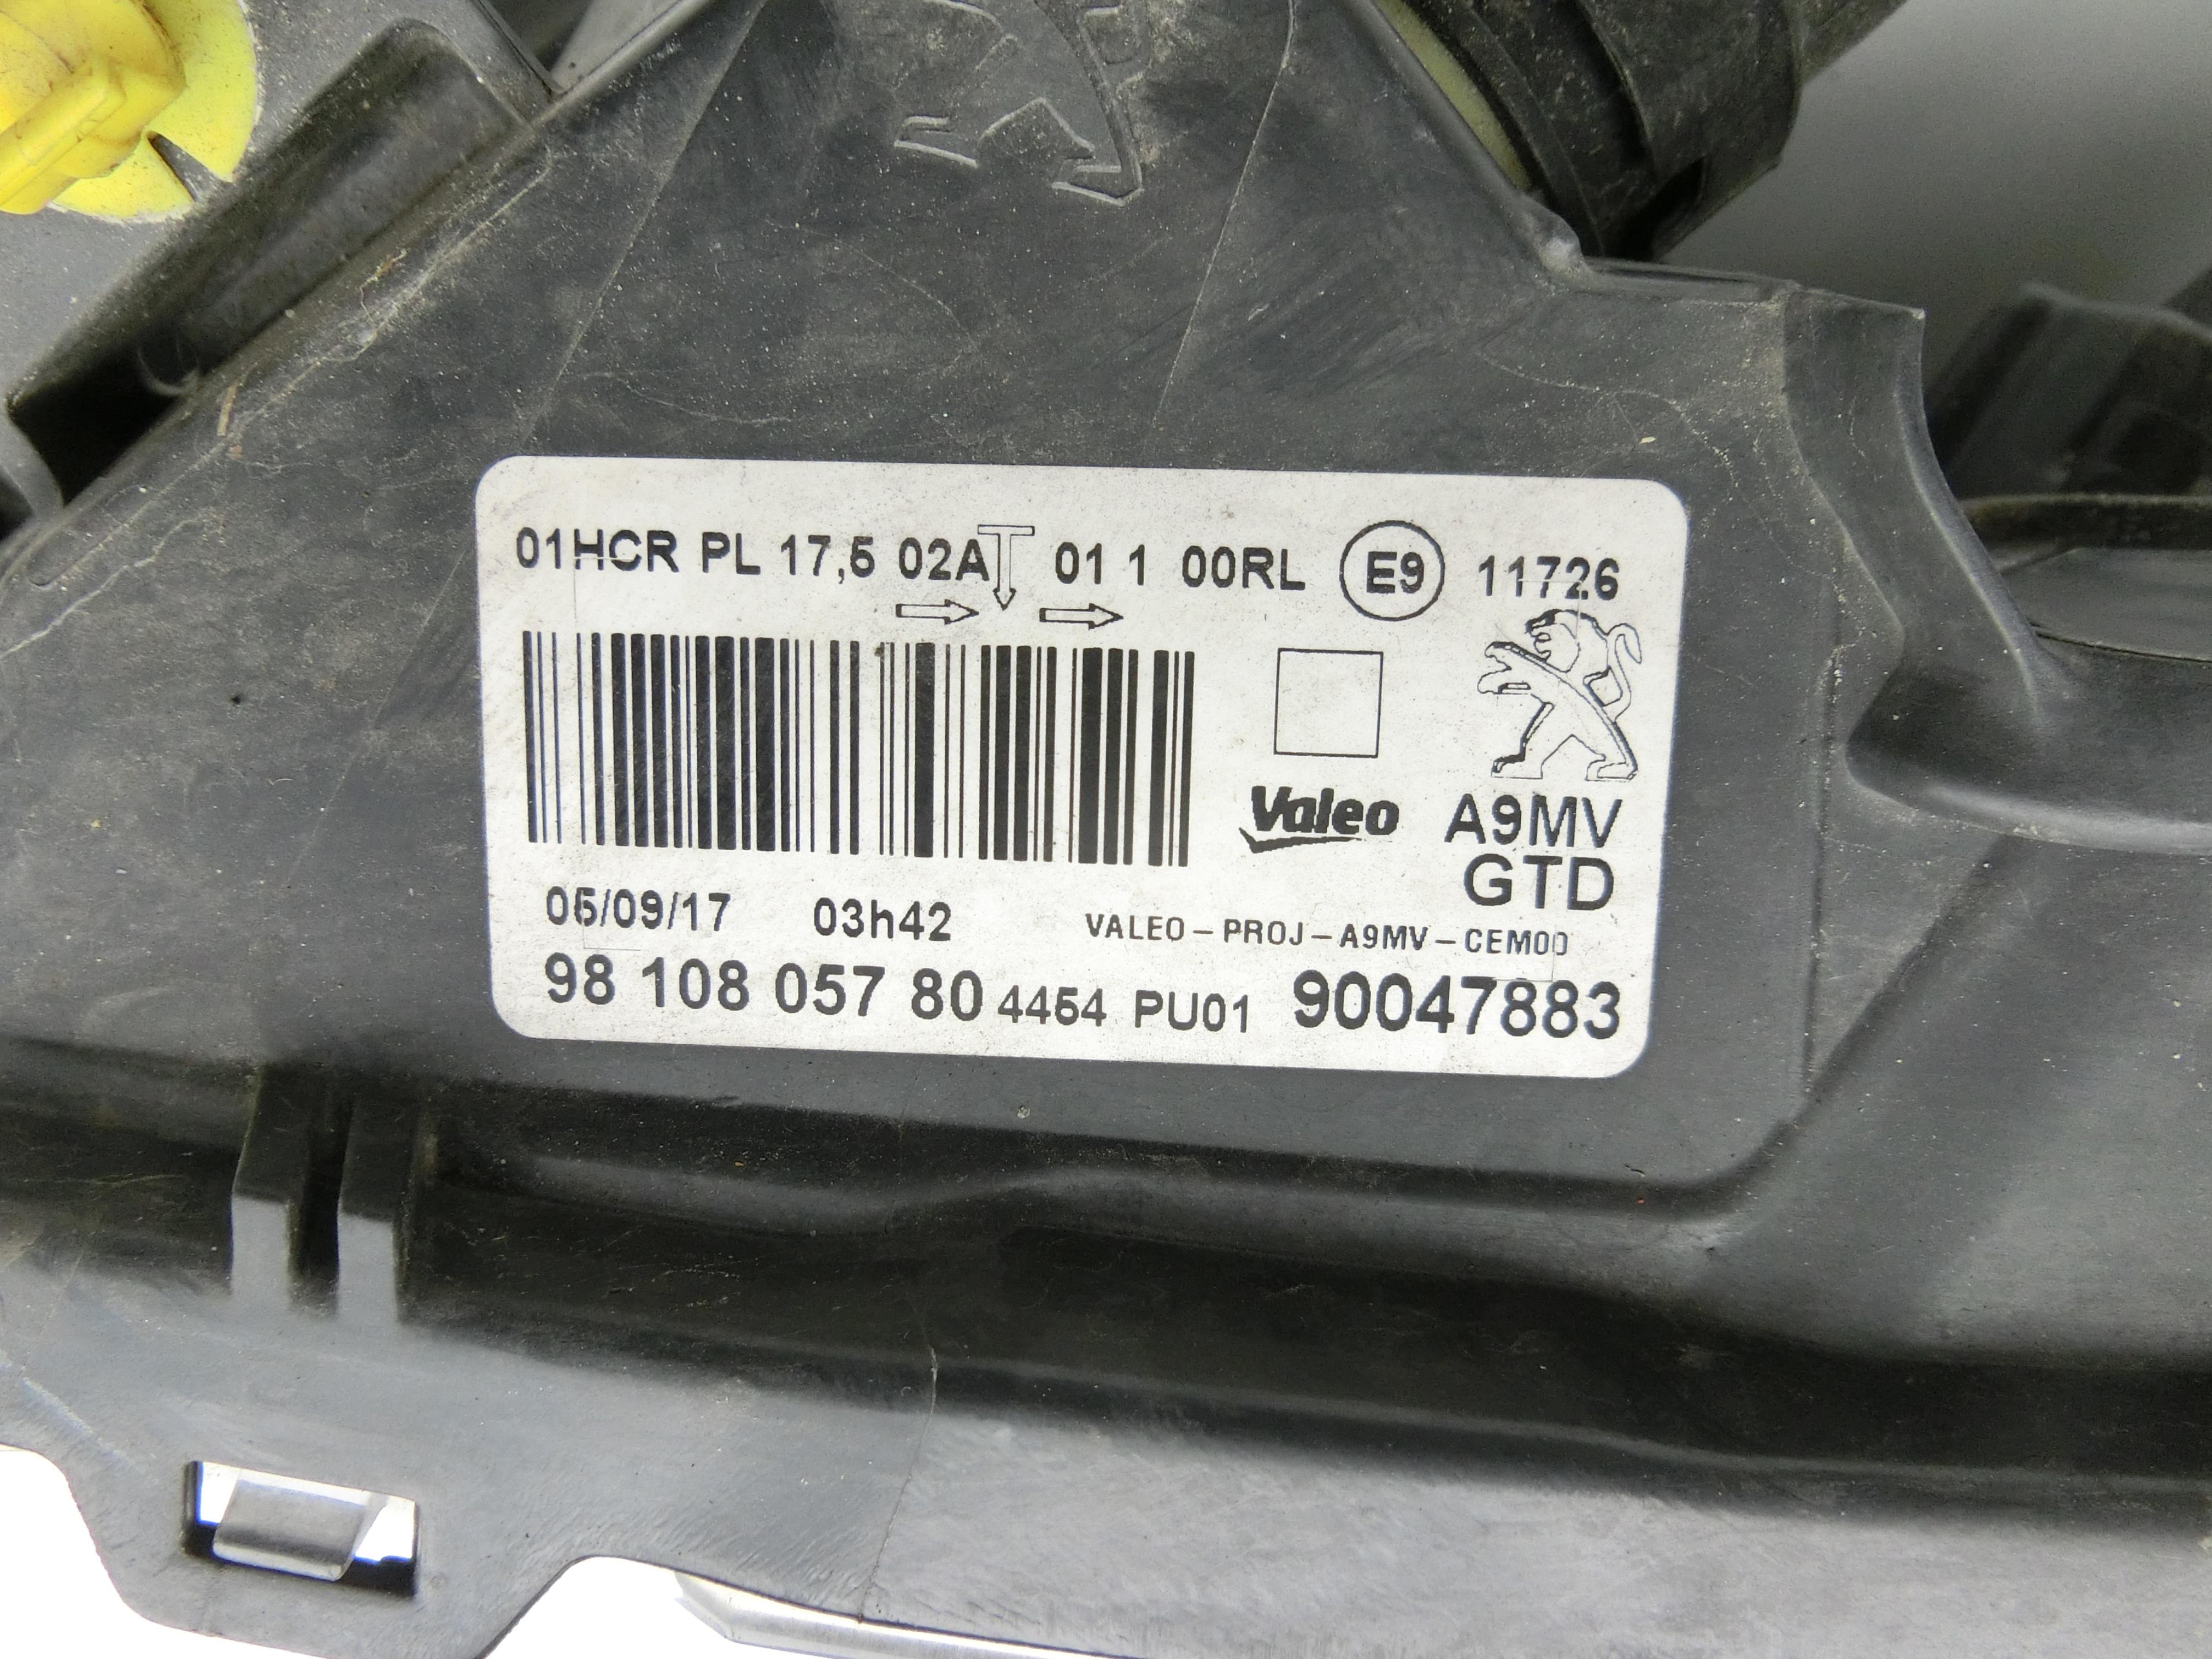 01HCR PL 17,5 02A 01 1 00RL E9 11726
Valeo
A9MV
GTD
05/09/17 03h42
VALEO-PROJ-A9MV-CEM00
98 108 057 80 4454 PU01 90047883